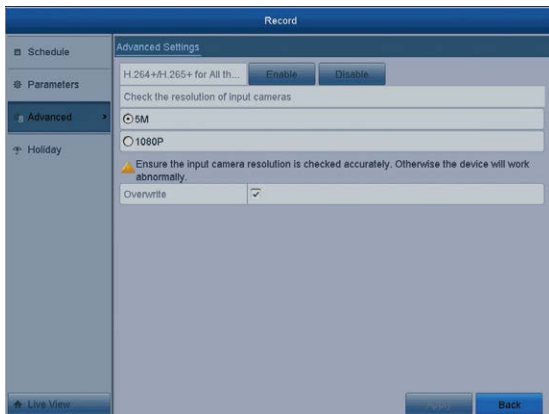 Record
Schedule
Parameters
Advanced
Holiday
Live View
Advanced Settings
H.264+/H.265+ for All th...
Enable
Disable
Check the resolution of input cameras
5M
1080P
Ensure the input camera resolution is checked accurately. Otherwise the device will work
abnormally.
Overwrite
Apply
Back